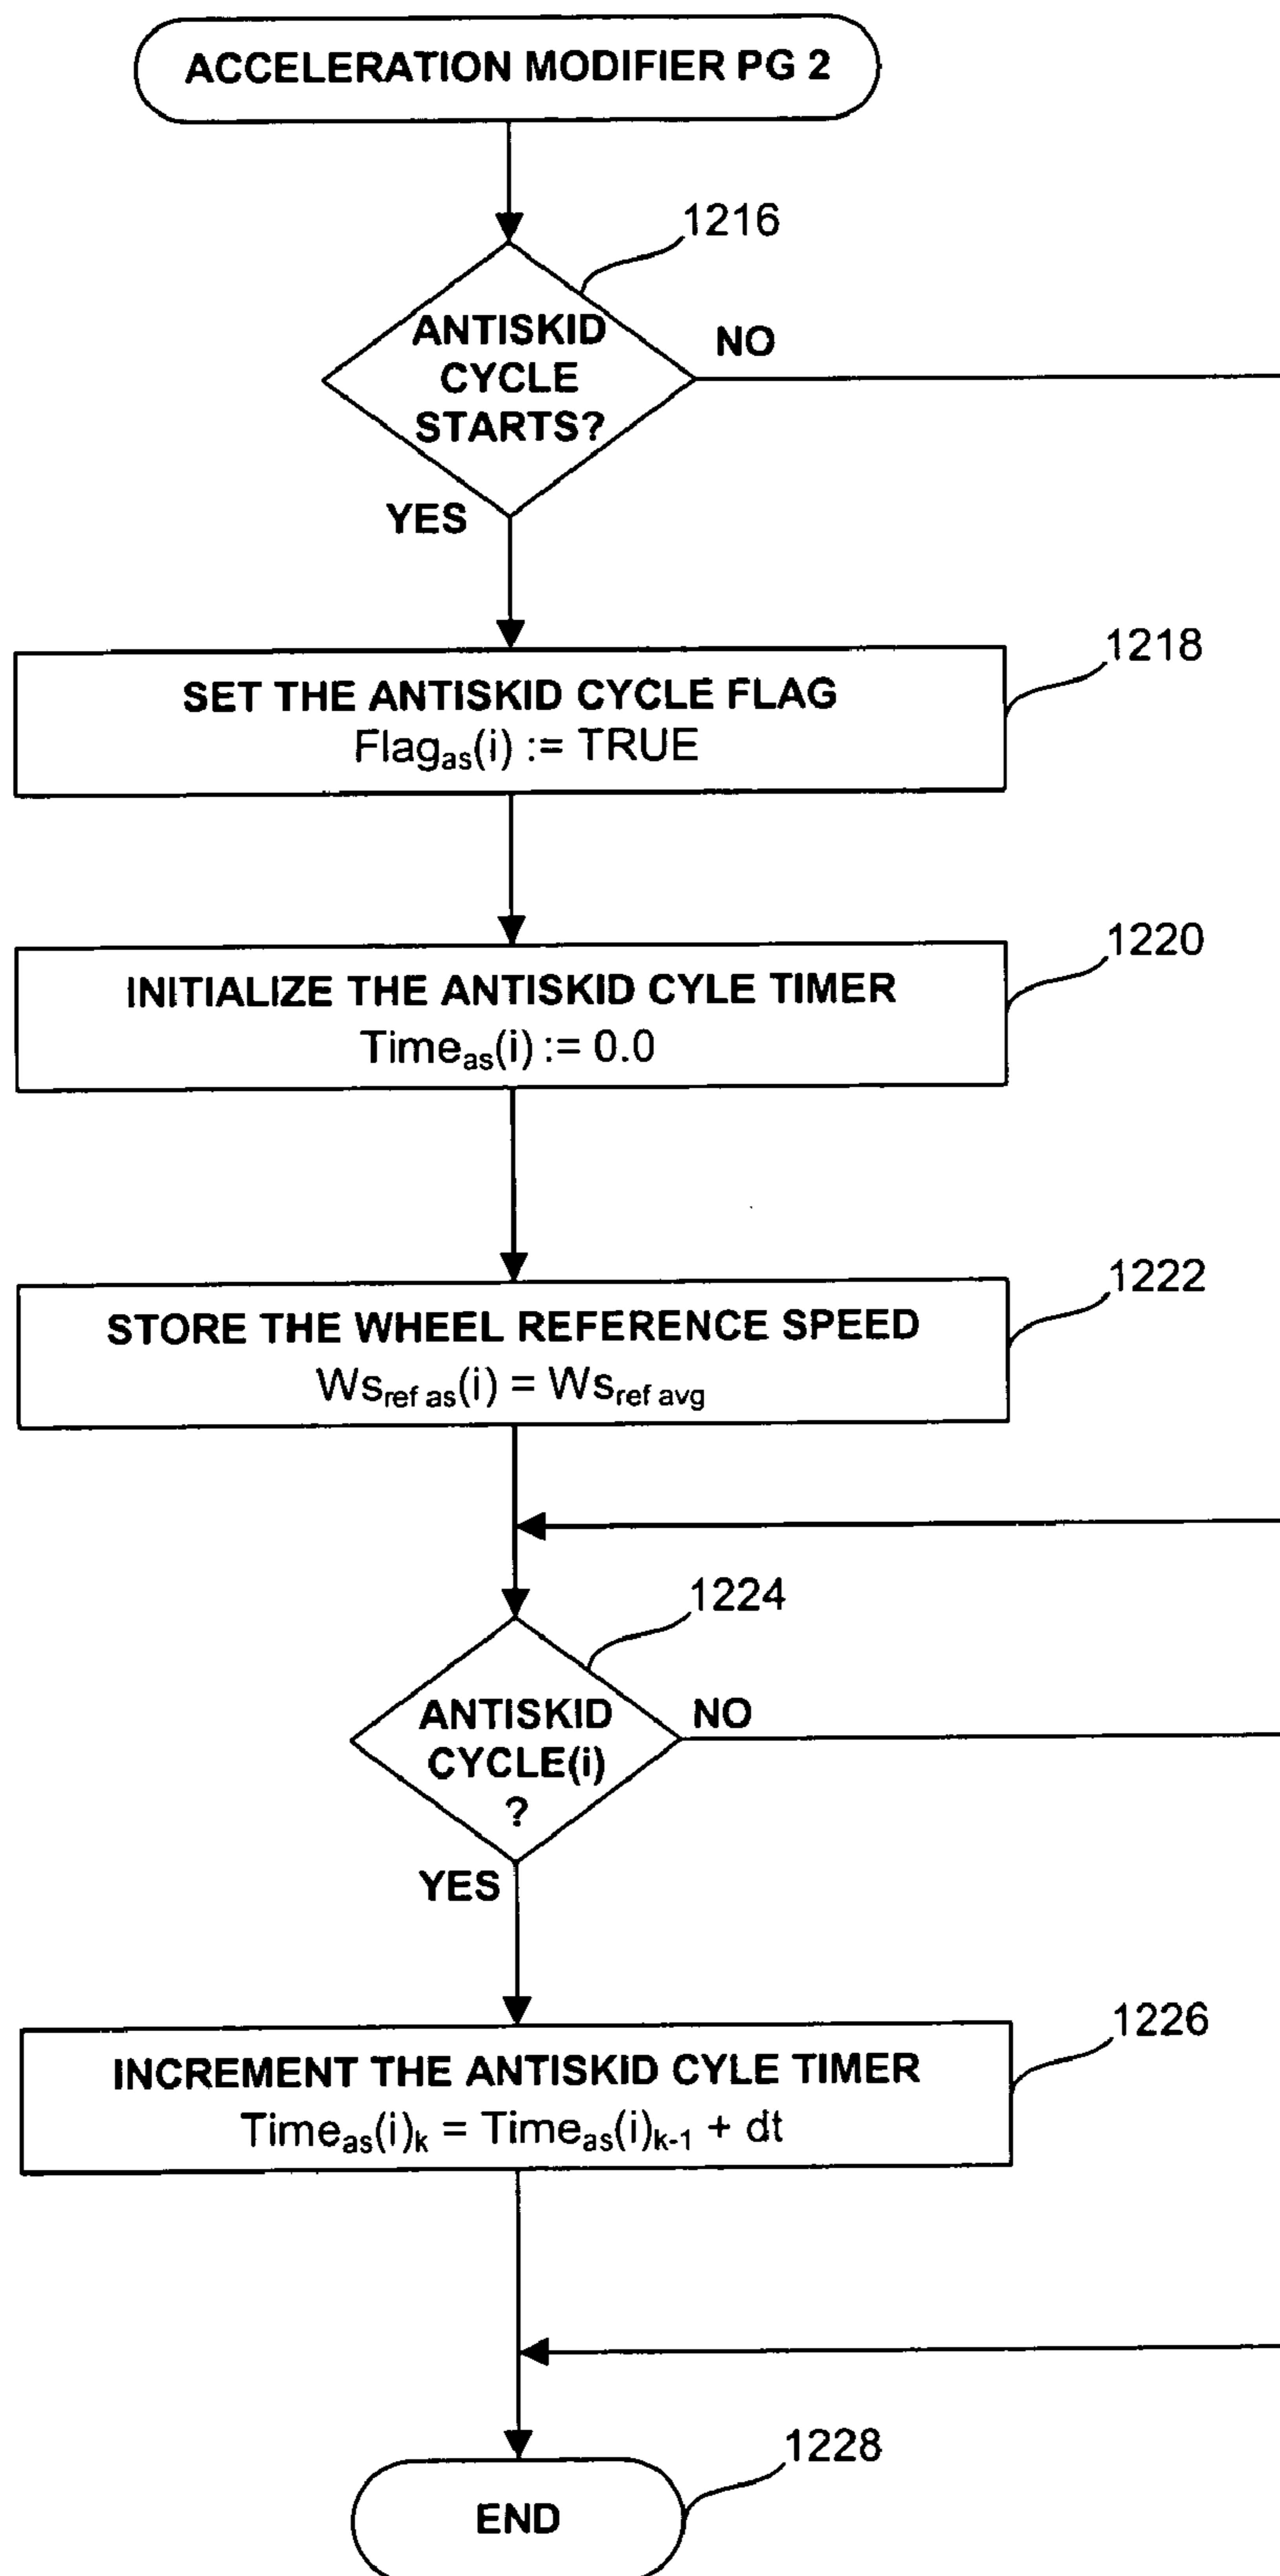 ACCELERATION MODIFIER PG 2
1216
ANTISKID
CYCLE
STARTS?
NO
YES
1218
SET THE ANTISKID CYCLE FLAG
Flagas(i) := TRUE
1220
INITIALIZE THE ANTISKID CYLE TIMER
Timeas(i) := 0.0
1222
STORE THE WHEEL REFERENCE SPEED
Wsref as(i) = Wsref avg
1224
ANTISKID
CYCLE(i)
?
NO
YES
1226
INCREMENT THE ANTISKID CYLE TIMER
Timeas(i)k = Timeas(i)k-1 + dt
1228
END